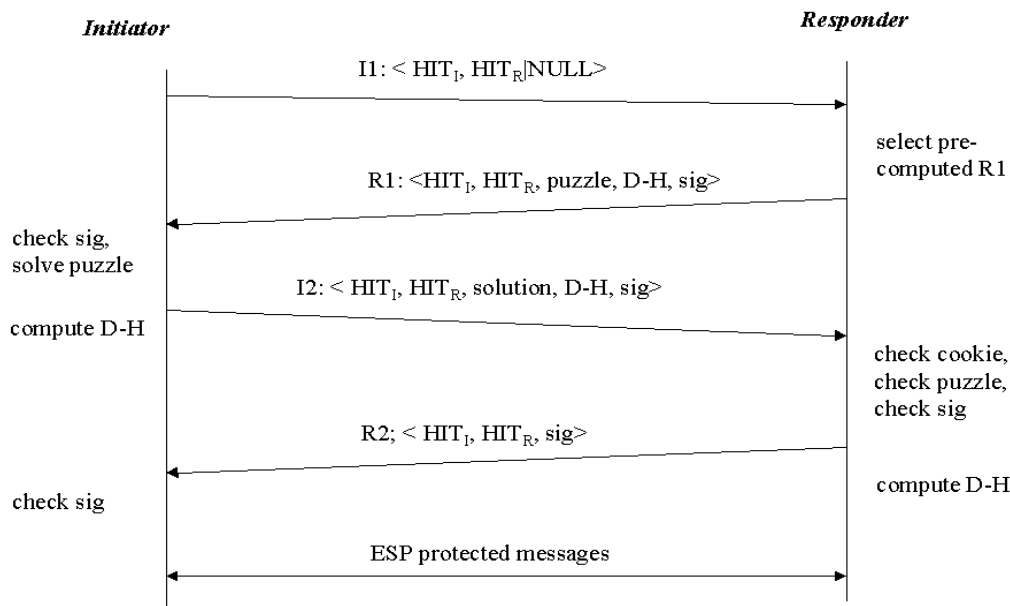 Initiator
Responder
I1: < HIT_I, HIT_R|NULL>
select pre-
computed R1
R1: <HIT_I, HIT_R, puzzle, D-H, sig>
check sig,
solve puzzle
I2: < HIT_I, HIT_R, solution, D-H, sig>
compute D-H
check cookie,
check puzzle,
check sig
R2; < HIT_I, HIT_R, sig>
compute D-H
check sig
ESP protected messages